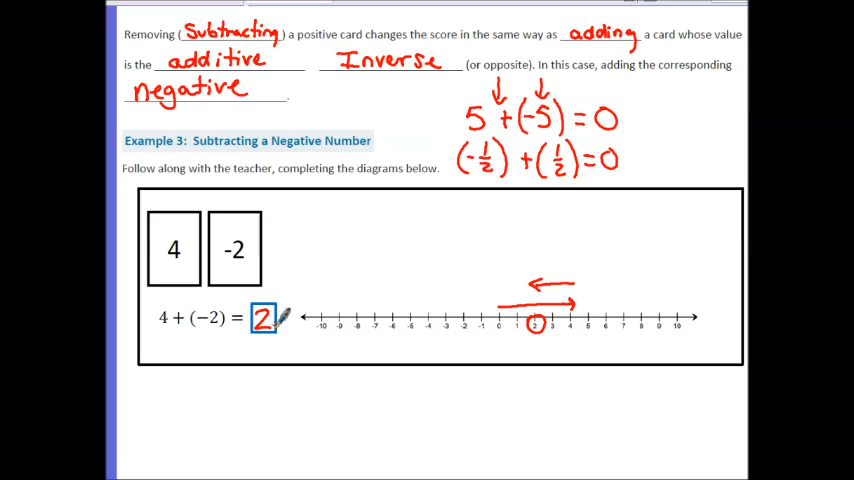 Removing (Subtracting) a positive card changes the score in the same way as adding a card whose value
is the additive Inverse (or opposite). In this case, adding the corresponding
negative.
5 + (-5) = 0
Example 3: Subtracting a Negative Number
(-1/2) + (1/2) = 0
Follow along with the teacher, completing the diagrams below.
4 -2
4 + (−2) = 2
-10 -9 -8 -7 -6 -5 -4 -3 -2 -1 0 1 2 3 4 5 6 7 8 9 10